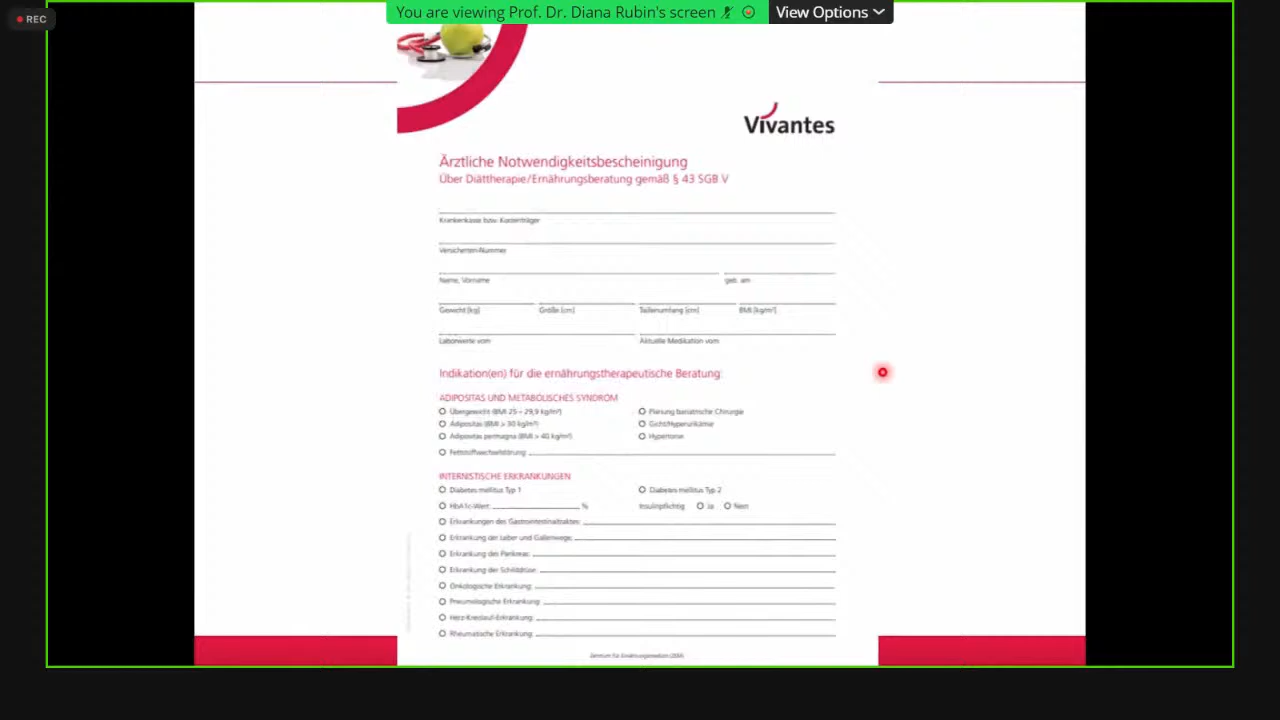 REC
You are viewing Prof. Dr. Diana Rubin's screen
View Options
Vivantes
Ärztliche Notwendigkeitsbescheinigung
Über Diättherapie/Ernährungsberatung gemäß § 43 SGB V
Krankenkasse bzw. Kostenträger
Versicherten-Nummer
Name, Vorname geb. am
Gewicht [kg] Größe [cm] Taillenumfang [cm] BMI [kg/m²]
Laborwerte vom Aktuelle Medikation vom
Indikation(en) für die ernährungstherapeutische Beratung:
ADIPOSITAS UND METABOLISCHES SYNDROM
Übergewicht (BMI 25 – 29,9 kg/m²) Planung bariatrische Chirurgie
Adipositas (BMI > 30 kg/m²) Gicht/Hyperurikämie
Adipositas permagna (BMI > 40 kg/m²) Hypertonie
Fettstoffwechselstörung:
INTERNISTISCHE ERKRANKUNGEN
Diabetes mellitus Typ 1 Diabetes mellitus Typ 2
HbA1c-Wert: % Insulinpflichtig Ja Nein
Erkrankungen des Gastrointestinaltraktes:
Erkrankung der Leber und Gallenwege:
Erkrankung des Pankreas:
Erkrankung der Schilddrüse:
Onkologische Erkrankung:
Pneumologische Erkrankung:
Herz-Kreislauf-Erkrankung:
Rheumatische Erkrankung:
Zentrum für Ernährungsmedizin